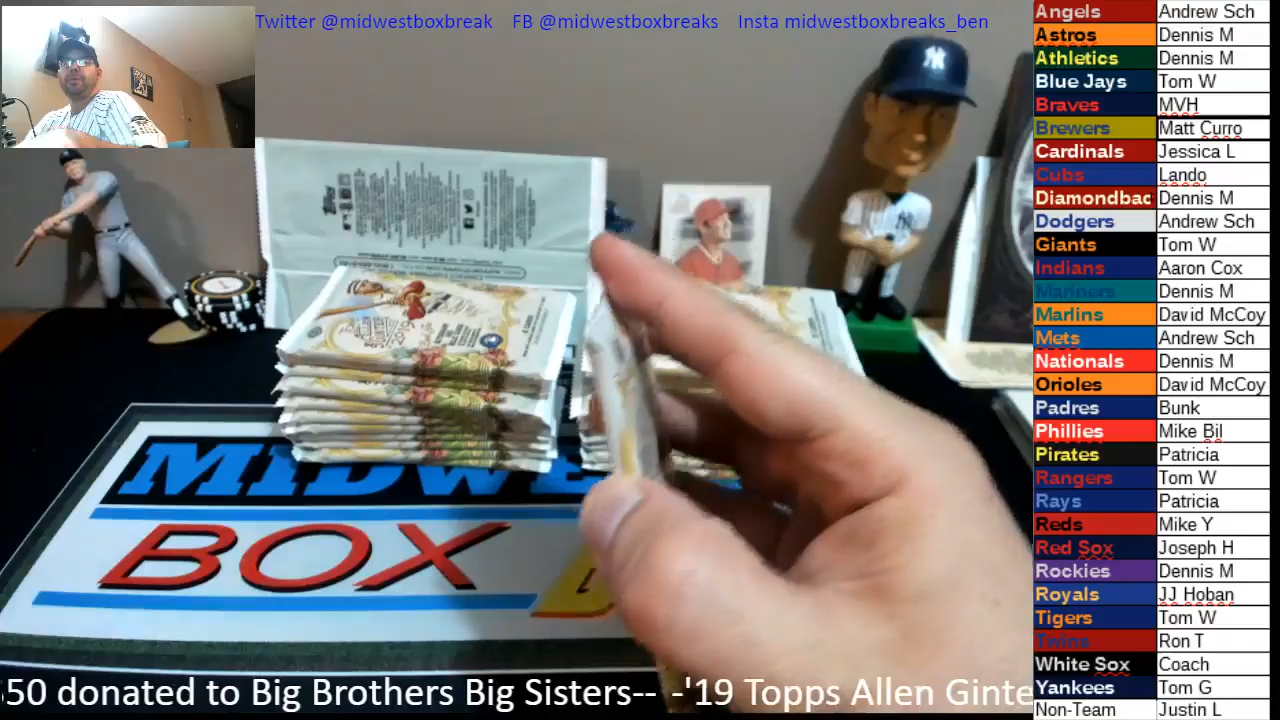 Twitter @midwestboxbreak FB @midwestboxbreaks Insta midwestboxbreaks_ben
Angels Andrew Sch
Astros Dennis M
Athletics Dennis M
Blue Jays Tom W
Braves MVH
Brewers Matt Curro
Cardinals Jessica L
Cubs Lando
Diamondbac Dennis M
Dodgers Andrew Sch
Giants Tom W
Indians Aaron Cox
Mariners Dennis M
Marlins David McCoy
Mets Andrew Sch
Nationals Dennis M
Orioles David McCoy
Padres Bunk
Phillies Mike Bil
Pirates Patricia
Rangers Tom W
Rays Patricia
Reds Mike Y
Red Sox Joseph H
Rockies Dennis M
Royals JJ Hoban
Tigers Tom W
Twins Ron T
White Sox Coach
Yankees Tom G
Non-Team Justin L
Topps
2019
MIDWE
BOX
50 donated to Big Brothers Big Sisters-- -'19 Topps Allen Ginte